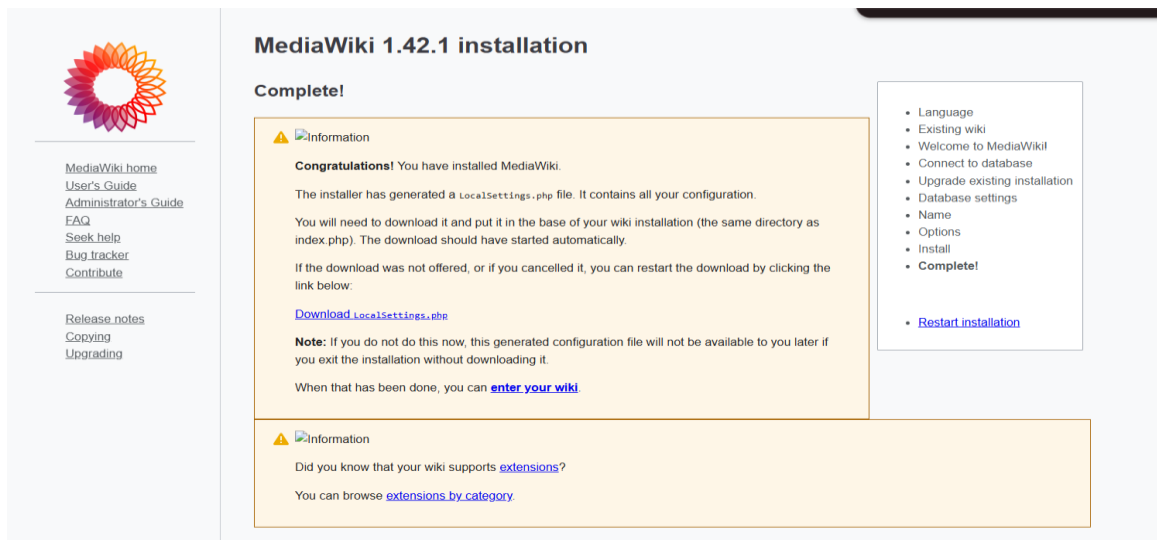 MediaWiki 1.42.1 installation
MediaWiki home
User's Guide
Administrator's Guide
FAQ
Seek help
Bug tracker
Contribute
Release notes
Copying
Upgrading
Complete!
Information
Congratulations! You have installed MediaWiki.
The installer has generated a LocalSettings.php file. It contains all your configuration.
You will need to download it and put it in the base of your wiki installation (the same directory as
index.php). The download should have started automatically.
If the download was not offered, or if you cancelled it, you can restart the download by clicking the
link below:
Download LocalSettings.php
Note: If you do not do this now, this generated configuration file will not be available to you later if
you exit the installation without downloading it.
When that has been done, you can enter your wiki.
Information
Did you know that your wiki supports extensions?
You can browse extensions by category.
Language
Existing wiki
Welcome to MediaWiki!
Connect to database
Upgrade existing installation
Database settings
Name
Options
Install
Complete!
Restart installation